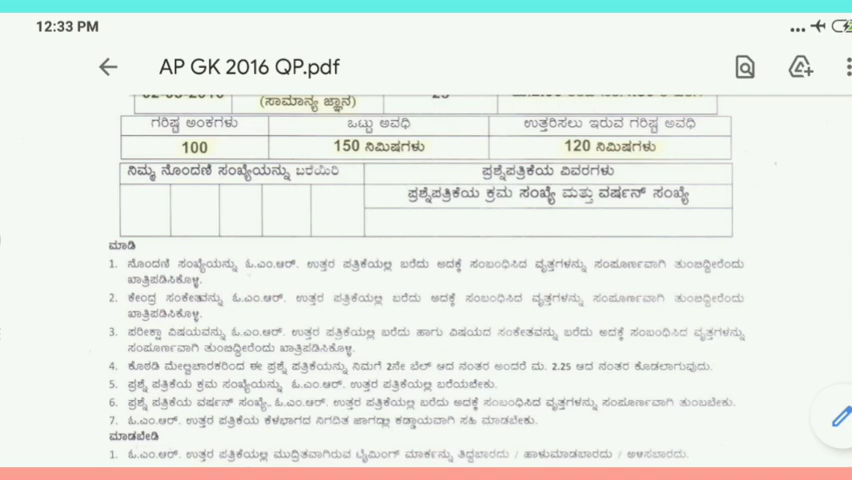 12:33 PM
AP GK 2016 QP.pdf
(ಸಾಮಾನ್ಯ ಜ್ಞಾನ)
ಗರಿಷ್ಟ ಅಂಕಗಳು ಒಟ್ಟು ಅವಧಿ ಉತ್ತರಿಸಲು ಇರುವ ಗರಿಷ್ಟ ಅವಧಿ
100 150 ನಿಮಿಷಗಳು 120 ನಿಮಿಷಗಳು
ನಿಮ್ಮ ನೊಂದಣಿ ಸಂಖ್ಯೆಯನ್ನು ಬರೆಯಿರಿ ಪ್ರಶ್ನೆಪತ್ರಿಕೆಯ ವಿವರಗಳು
ಪ್ರಶ್ನೆಪತ್ರಿಕೆಯ ಕ್ರಮ ಸಂಖ್ಯೆ ಮತ್ತು ವರ್ಷನ್ ಸಂಖ್ಯೆ
ಮಾಡಿ
1. ನೊಂದಣಿ ಸಂಖ್ಯೆಯನ್ನು ಓ.ಎಂ.ಆರ್. ಉತ್ತರ ಪತ್ರಿಕೆಯಲ್ಲಿ ಬರೆದು ಅದಕ್ಕೆ ಸಂಬಂಧಿಸಿದ ವೃತ್ತಗಳನ್ನು ಸಂಪೂರ್ಣವಾಗಿ ತುಂಬಿದ್ದೀರೆಂದು
ಖಾತ್ರಿಪಡಿಸಿಕೊಳ್ಳಿ.
2. ಕೇಂದ್ರ ಸಂಕೇತವನ್ನು ಓ.ಎಂ.ಆರ್. ಉತ್ತರ ಪತ್ರಿಕೆಯಲ್ಲಿ ಬರೆದು ಅದಕ್ಕೆ ಸಂಬಂಧಿಸಿದ ವೃತ್ತಗಳನ್ನು ಸಂಪೂರ್ಣವಾಗಿ ತುಂಬಿದ್ದೀರೆಂದು
ಖಾತ್ರಿಪಡಿಸಿಕೊಳ್ಳಿ.
3. ಪರೀಕ್ಷಾ ವಿಷಯವನ್ನು ಓ.ಎಂ.ಆರ್. ಉತ್ತರ ಪತ್ರಿಕೆಯಲ್ಲಿ ಬರೆದು ಹಾಗು ವಿಷಯದ ಸಂಕೇತವನ್ನು ಬರೆದು ಅದಕ್ಕೆ ಸಂಬಂಧಿಸಿದ ವೃತ್ತಗಳನ್ನು
ಸಂಪೂರ್ಣವಾಗಿ ತುಂಬಿದ್ದೀರೆಂದು ಖಾತ್ರಿಪಡಿಸಿಕೊಳ್ಳಿ.
4. ಕೊಠಡಿ ಮೇಲ್ವಿಚಾರಕರಿಂದ ಈ ಪ್ರಶ್ನೆ ಪತ್ರಿಕೆಯನ್ನು ನಿಮಗೆ 2ನೇ ಬೆಲ್ ಆದ ನಂತರ ಅಂದರೆ ಮ. 2.25 ಆದ ನಂತರ ಕೊಡಲಾಗುವುದು.
5. ಪ್ರಶ್ನೆ ಪತ್ರಿಕೆಯ ಕ್ರಮ ಸಂಖ್ಯೆಯನ್ನು ಓ.ಎಂ.ಆರ್. ಉತ್ತರ ಪತ್ರಿಕೆಯಲ್ಲಿ ಬರೆಯಬೇಕು.
6. ಪ್ರಶ್ನೆ ಪತ್ರಿಕೆಯ ವರ್ಷನ್ ಸಂಖ್ಯೆ, ಓ.ಎಂ.ಆರ್. ಉತ್ತರ ಪತ್ರಿಕೆಯಲ್ಲಿ ಬರೆದು ಅದಕ್ಕೆ ಸಂಬಂಧಿಸಿದ ವೃತ್ತಗಳನ್ನು ಸಂಪೂರ್ಣವಾಗಿ ತುಂಬಬೇಕು.
7. ಓ.ಎಂ.ಆರ್. ಉತ್ತರ ಪತ್ರಿಕೆಯ ಕೆಳಭಾಗದ ನಿಗದಿತ ಜಾಗದಲ್ಲಿ ಕಡ್ಡಾಯವಾಗಿ ಸಹಿ ಮಾಡಬೇಕು.
ಮಾಡಬೇಡಿ
1. ಓ.ಎಂ.ಆರ್. ಉತ್ತರ ಪತ್ರಿಕೆಯಲ್ಲಿ ಮುದ್ರಿತವಾಗಿರುವ ಟೈಮಿಂಗ್ ಮಾರ್ಕನ್ನು ತಿದ್ದಬಾರದು / ಹಾಳುಮಾಡಬಾರದು / ಅಳಿಸಬಾರದು.